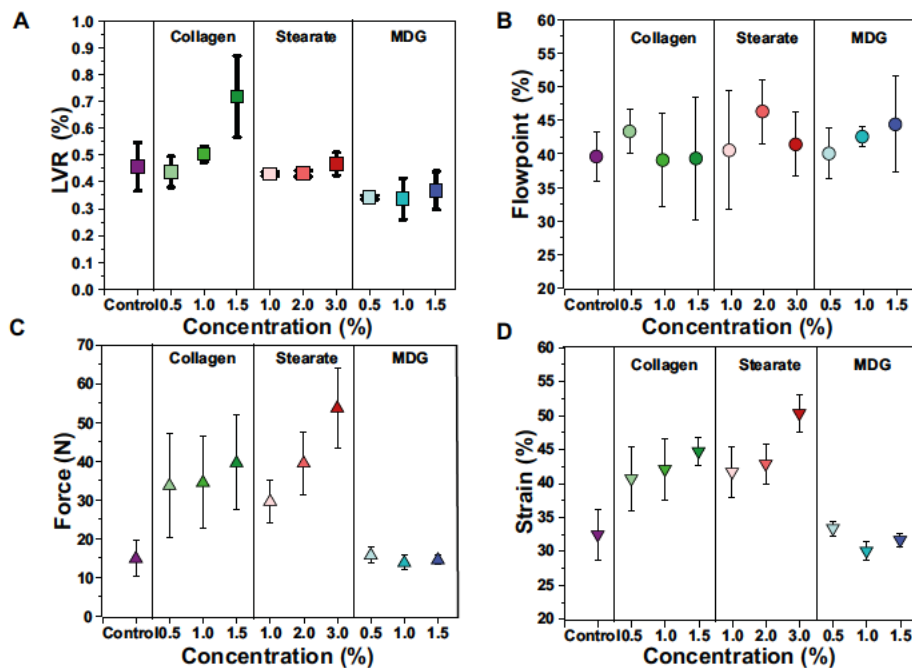 A
Collagen Stearate MDG
1.0
0.9
0.8
0.7
0.6
0.5
0.4
0.3
0.2
0.1
0.0
LVR (%)
Control 0.5 1.0 1.5 1.0 2.0 3.0 0.5 1.0 1.5
Concentration (%)
B
Collagen Stearate MDG
60
55
50
45
40
35
30
25
20
Flowpoint (%)
Control 0.5 1.0 1.5 1.0 2.0 3.0 0.5 1.0 1.5
Concentration (%)
C
Collagen Stearate MDG
70
60
50
40
30
20
10
0
Force (N)
Control 0.5 1.0 1.5 1.0 2.0 3.0 0.5 1.0 1.5
Concentration (%)
D
Collagen Stearate MDG
60
55
50
45
40
35
30
25
20
Strain (%)
Control 0.5 1.0 1.5 1.0 2.0 3.0 0.5 1.0 1.5
Concentration (%)